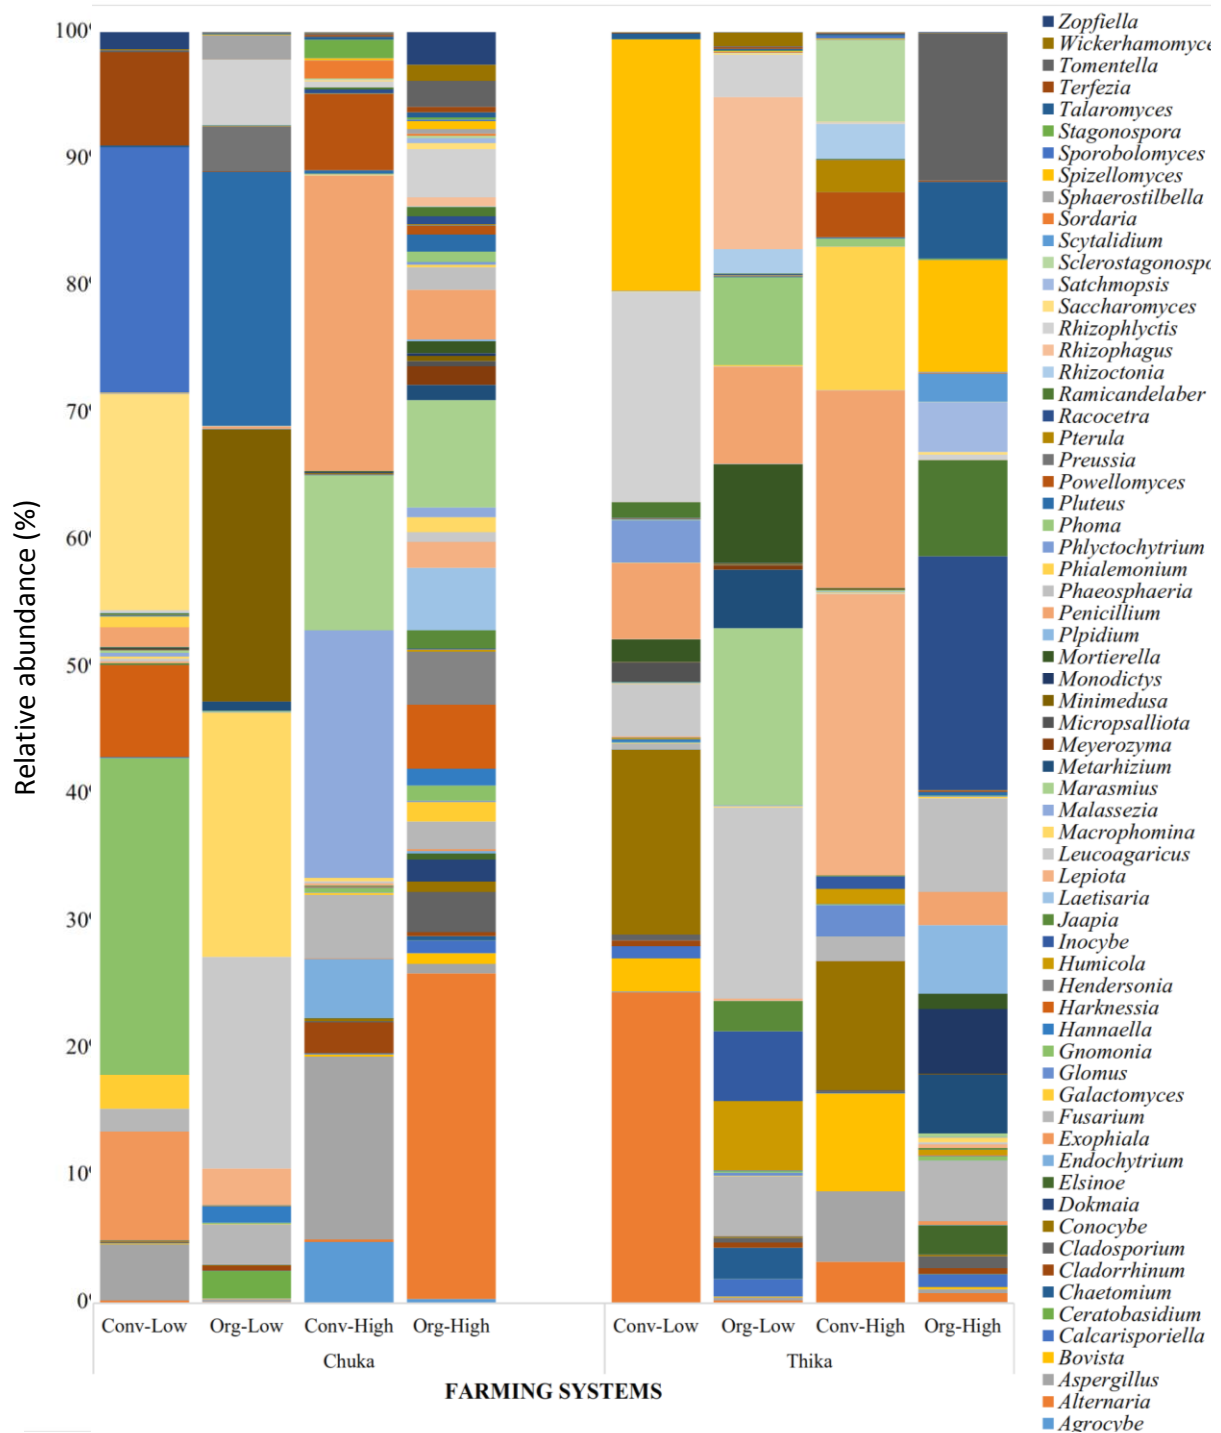 Relative abundance (%)
100'
90'
80'
70'
60'
50'
40'
30'
20'
10'
0'
Conv-Low Org-Low Conv-High Org-High Conv-Low Org-Low Conv-High Org-High
Chuka Thika
FARMING SYSTEMS
Zopfiella
Wickerhamomyce
Tomentella
Terfezia
Talaromyces
Stagonospora
Sporobolomyces
Spizellomyces
Sphaerostilbella
Sordaria
Scytalidium
Sclerostagonospo
Satchmopsis
Saccharomyces
Rhizophlyctis
Rhizophagus
Rhizoctonia
Ramicandelaber
Racocetra
Pterula
Preussia
Powellomyces
Pluteus
Phoma
Phlyctochytrium
Phialemonium
Phaeosphaeria
Penicillium
Plpidium
Mortierella
Monodictys
Minimedusa
Micropsalliota
Meyerozyma
Metarhizium
Marasmius
Malassezia
Macrophomina
Leucoagaricus
Lepiota
Laetisaria
Jaapia
Inocybe
Humicola
Hendersonia
Harknessia
Hannaella
Gnomonia
Glomus
Galactomyces
Fusarium
Exophiala
Endochytrium
Elsinoe
Dokmaia
Conocybe
Cladosporium
Cladorrhinum
Chaetomium
Ceratobasidium
Calcarisporiella
Bovista
Aspergillus
Alternaria
Agrocybe